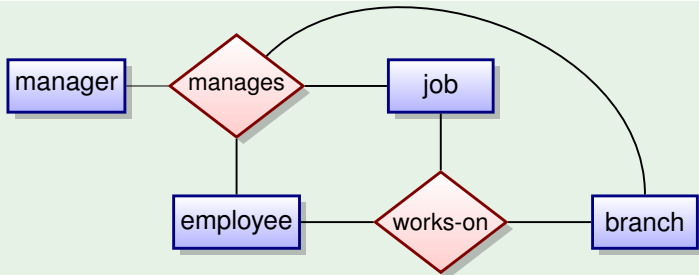 manager
manages
job
employee
works-on
branch